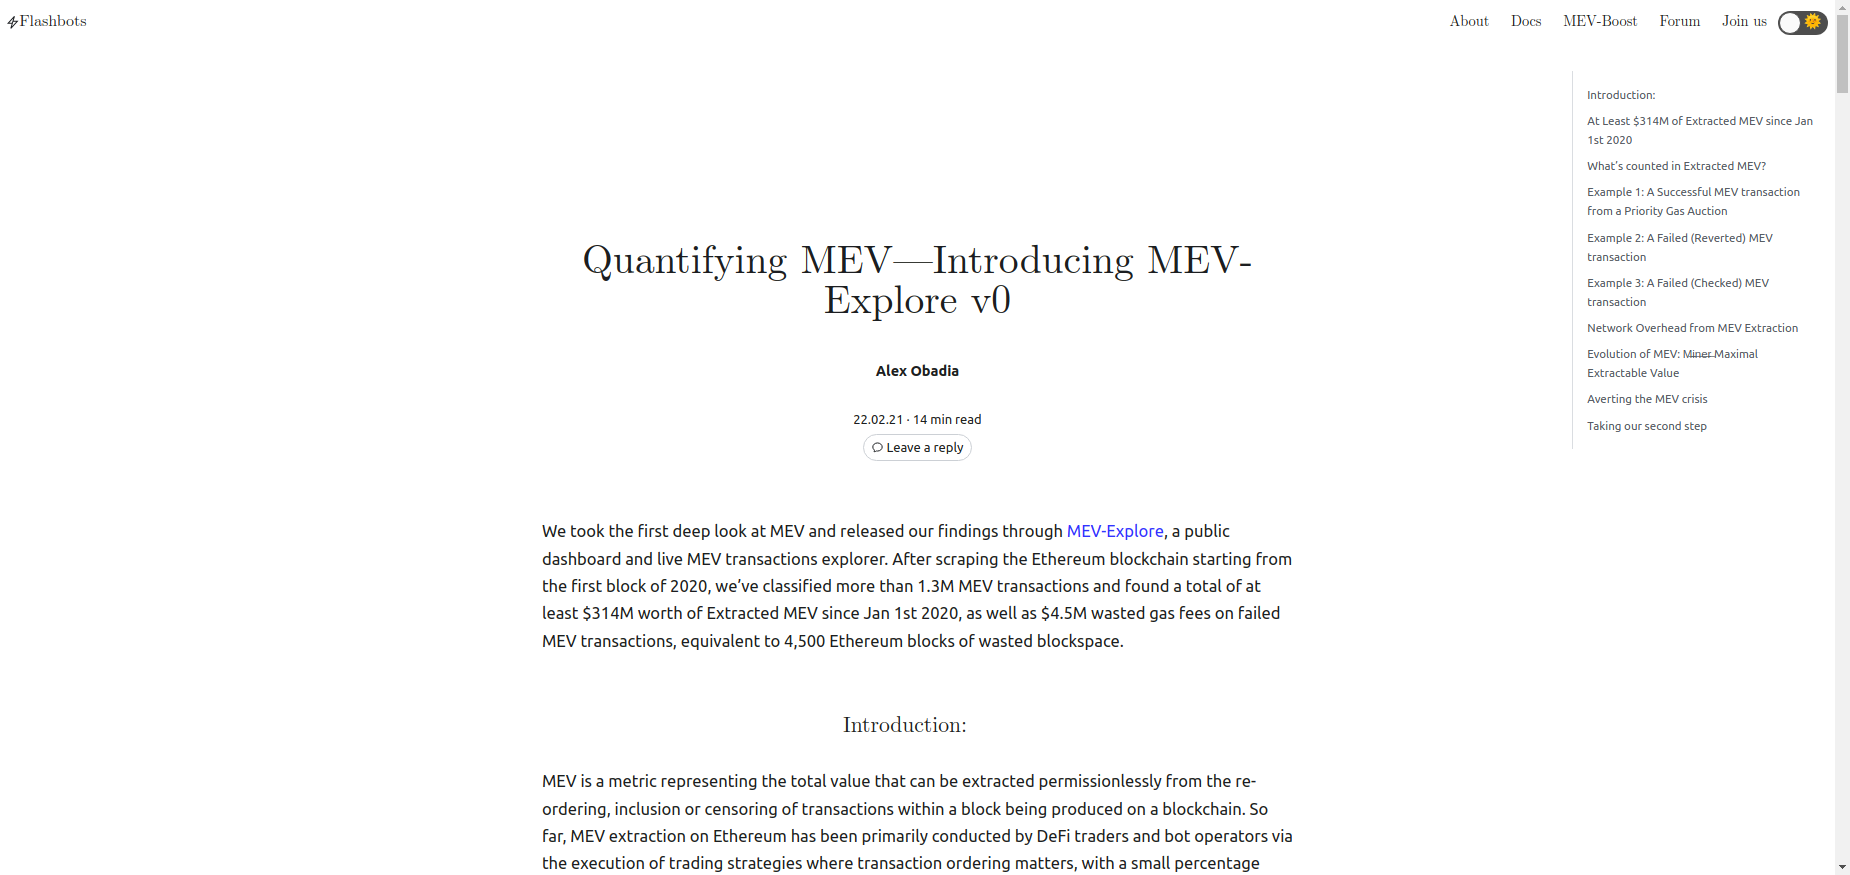 Flashbots
About Docs MEV-Boost Forum Join us
Introduction:
At Least $314M of Extracted MEV since Jan
1st 2020
What's counted in Extracted MEV?
Example 1: A Successful MEV transaction
from a Priority Gas Auction
Example 2: A Failed (Reverted) MEV
transaction
Example 3: A Failed (Checked) MEV
transaction
Network Overhead from MEV Extraction
Evolution of MEV: Miner Maximal
Extractable Value
Averting the MEV crisis
Taking our second step
Quantifying MEV—Introducing MEV-
Explore v0
Alex Obadia
22.02.21 · 14 min read
Leave a reply
We took the first deep look at MEV and released our findings through MEV-Explore, a public
dashboard and live MEV transactions explorer. After scraping the Ethereum blockchain starting from
the first block of 2020, we’ve classified more than 1.3M MEV transactions and found a total of at
least $314M worth of Extracted MEV since Jan 1st 2020, as well as $4.5M wasted gas fees on failed
MEV transactions, equivalent to 4,500 Ethereum blocks of wasted blockspace.
Introduction:
MEV is a metric representing the total value that can be extracted permissionlessly from the re-
ordering, inclusion or censoring of transactions within a block being produced on a blockchain. So
far, MEV extraction on Ethereum has been primarily conducted by DeFi traders and bot operators via
the execution of trading strategies where transaction ordering matters, with a small percentage